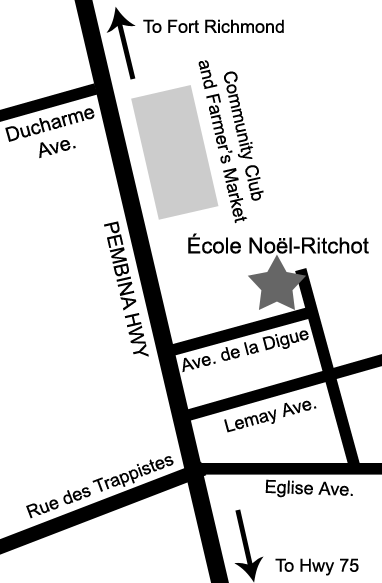 To Fort Richmond
Community Club
and Farmer's Market
Ducharme
Ave.
École Noël-Ritchot
PEMBINA HWY
Ave. de la Digue
Lemay Ave.
Rue des Trappistes
Eglise Ave.
To Hwy 75